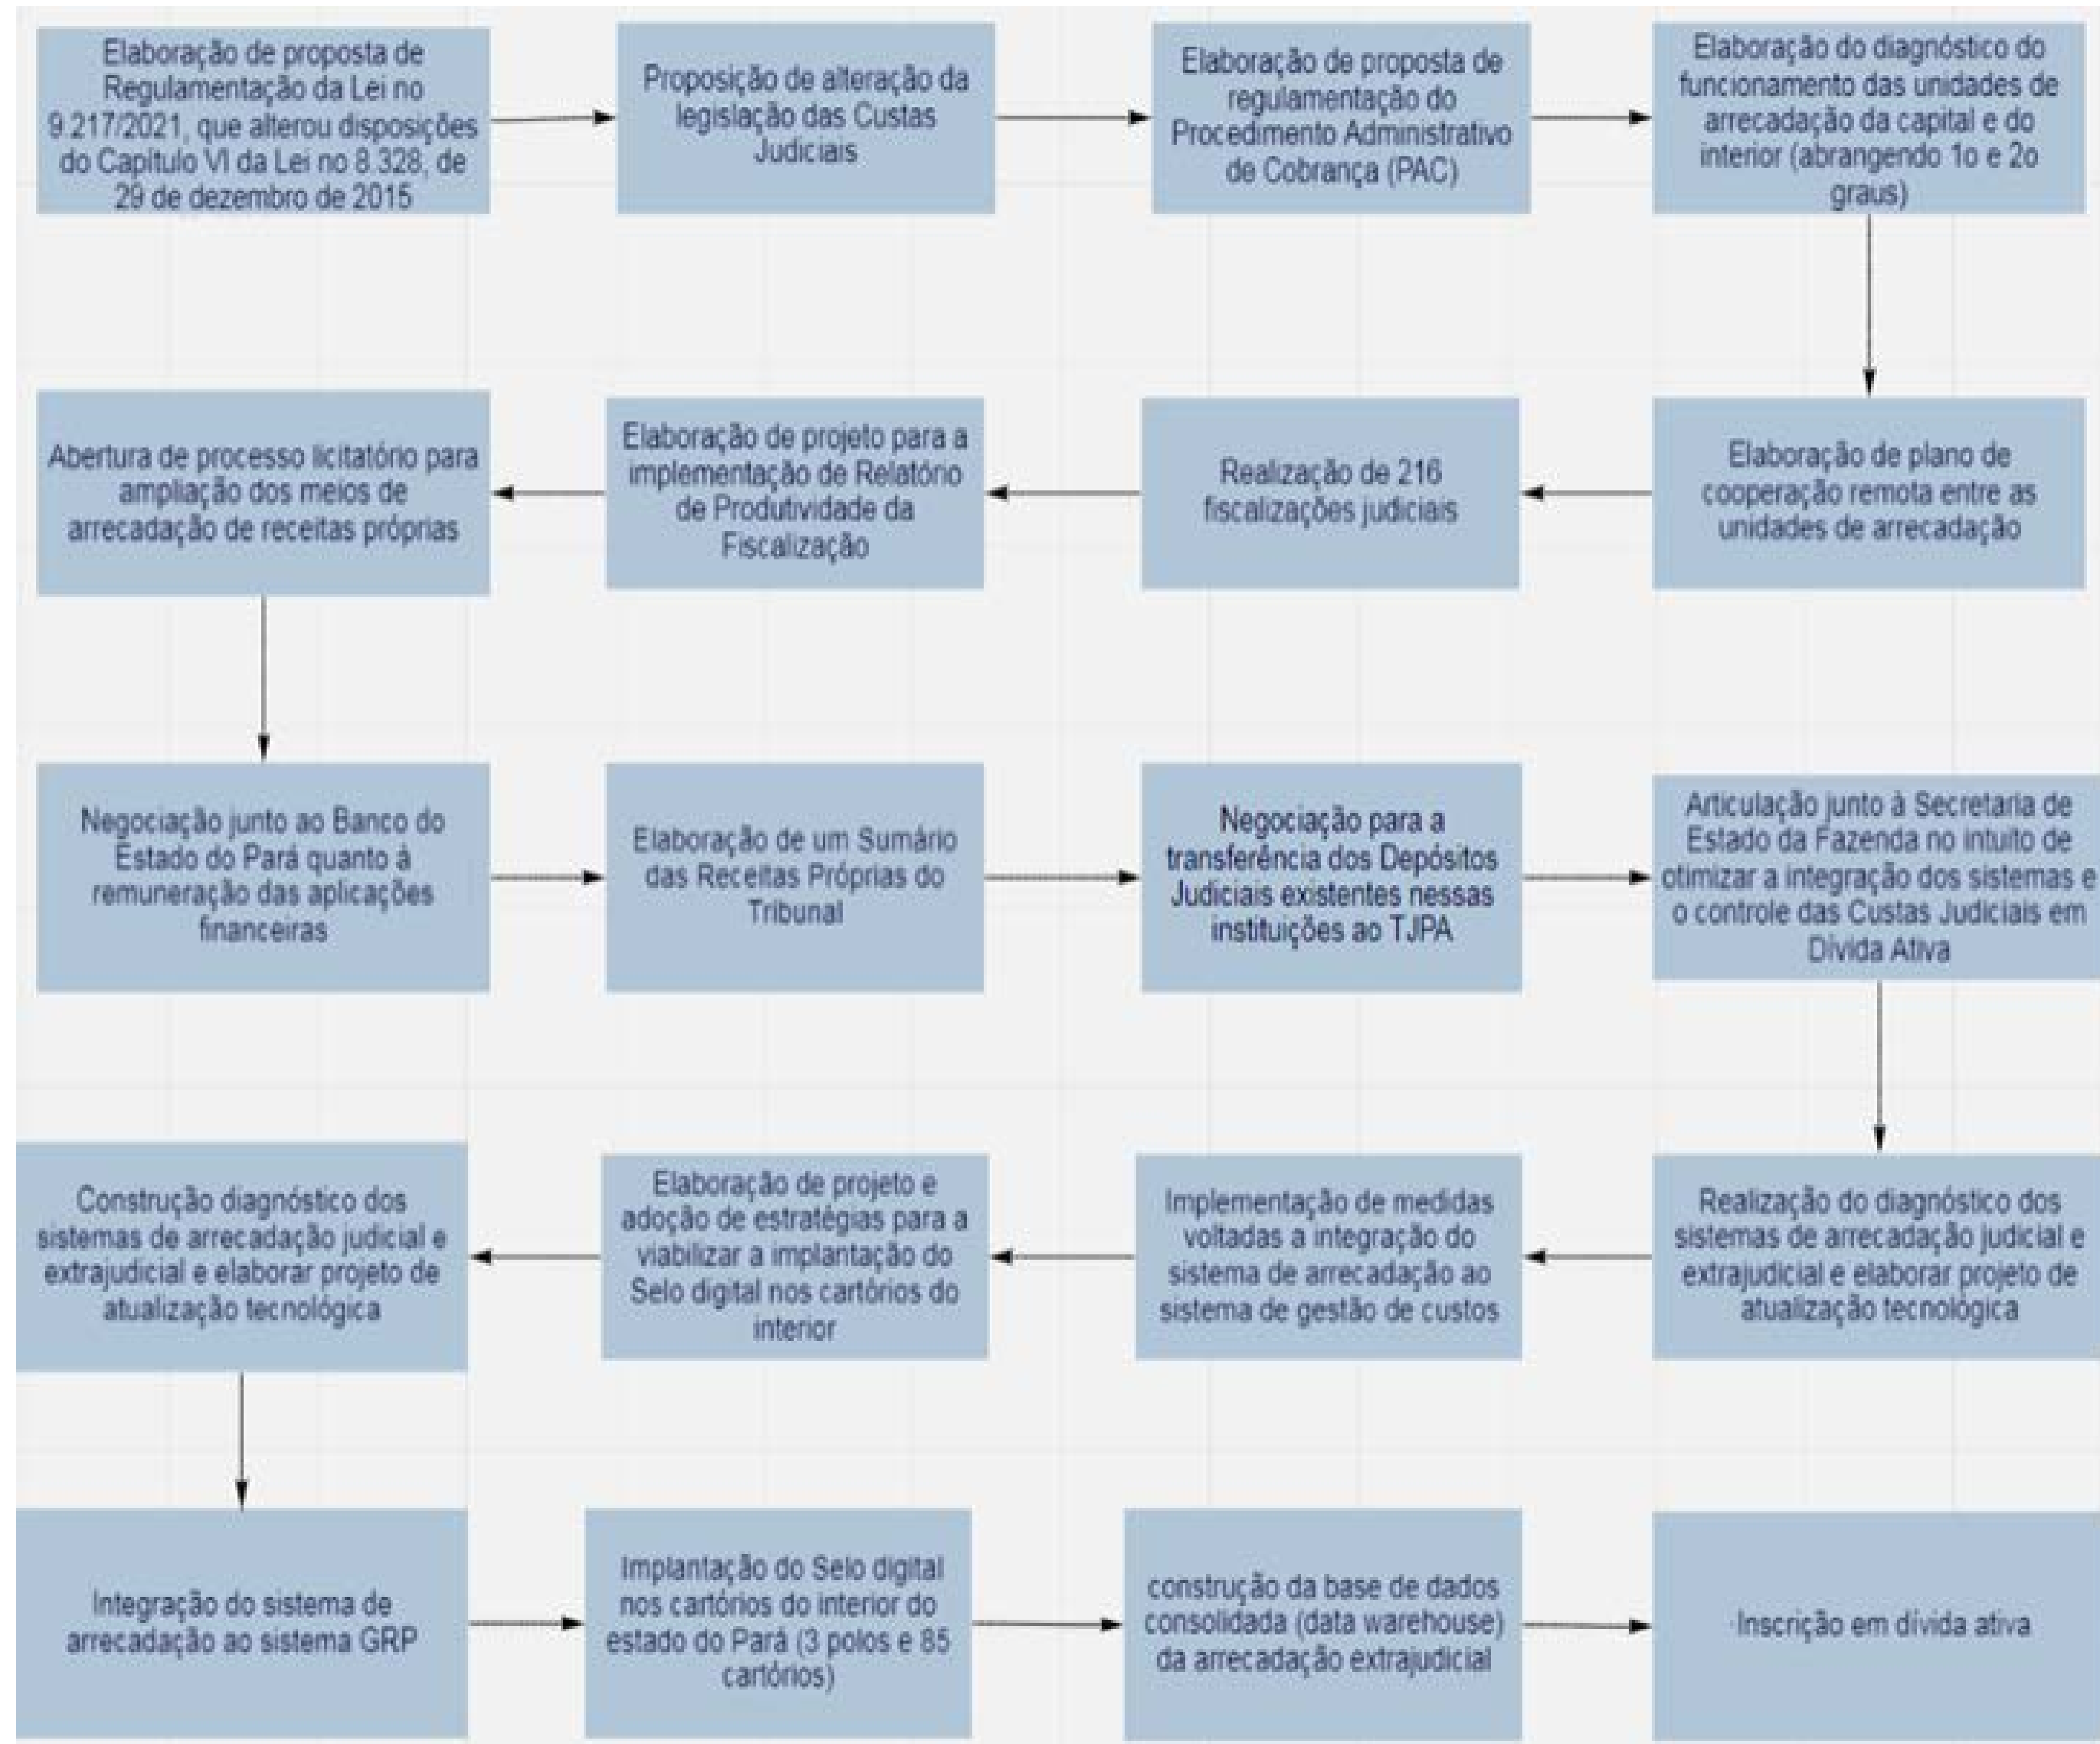 Elaboração de proposta de
Regulamentação da Lei no
9.217/2021, que alterou disposições
do Capítulo VI da Lei no 8.328, de
29 de dezembro de 2015
Proposição de alteração da
legislação das Custas
Judiciais
Elaboração de proposta de
regulamentação do
Procedimento Administrativo
de Cobrança (PAC)
Elaboração do diagnóstico do
funcionamento das unidades de
arrecadação da capital e do
interior (abrangendo 1o e 2o
graus)
Elaboração de plano de
cooperação remota entre as
unidades de arrecadação
Realização de 216
fiscalizações judiciais
Elaboração de projeto para a
implementação de Relatório
de Produtividade da
Fiscalização
Abertura de processo licitatório para
ampliação dos meios de
arrecadação de receitas próprias
Negociação junto ao Banco do
Estado do Pará quanto à
remuneração das aplicações
financeiras
Elaboração de um Sumário
das Receitas Próprias do
Tribunal
Negociação para a
transferência dos Depósitos
Judiciais existentes nessas
instituições ao TJPA
Articulação junto à Secretaria de
Estado da Fazenda no intuito de
otimizar a integração dos sistemas e
o controle das Custas Judiciais em
Dívida Ativa
Realização do diagnóstico dos
sistemas de arrecadação judicial e
extrajudicial e elaborar projeto de
atualização tecnológica
Implementação de medidas
voltadas a integração do
sistema de arrecadação ao
sistema de gestão de custos
Elaboração de projeto e
adoção de estratégias para a
viabilizar a implantação do
Selo digital nos cartórios do
interior
Construção diagnóstico dos
sistemas de arrecadação judicial e
extrajudicial e elaborar projeto de
atualização tecnológica
Integração do sistema de
arrecadação ao sistema GRP
Implantação do Selo digital
nos cartórios do interior do
estado do Pará (3 polos e 85
cartórios)
construção da base de dados
consolidada (data warehouse)
da arrecadação extrajudicial
Inscrição em dívida ativa